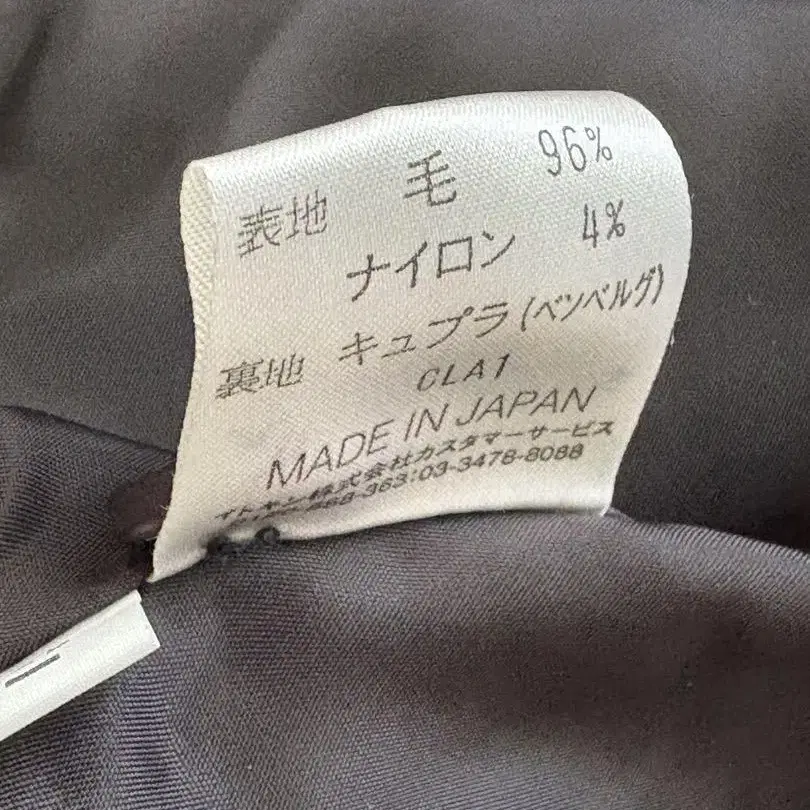 表地 毛 96%
ナイロン 4%
裏地 キュプラ(ベンベルグ)
CLA1
MADE IN JAPAN
株式会社カスタマーサービス
:03-3478-8088